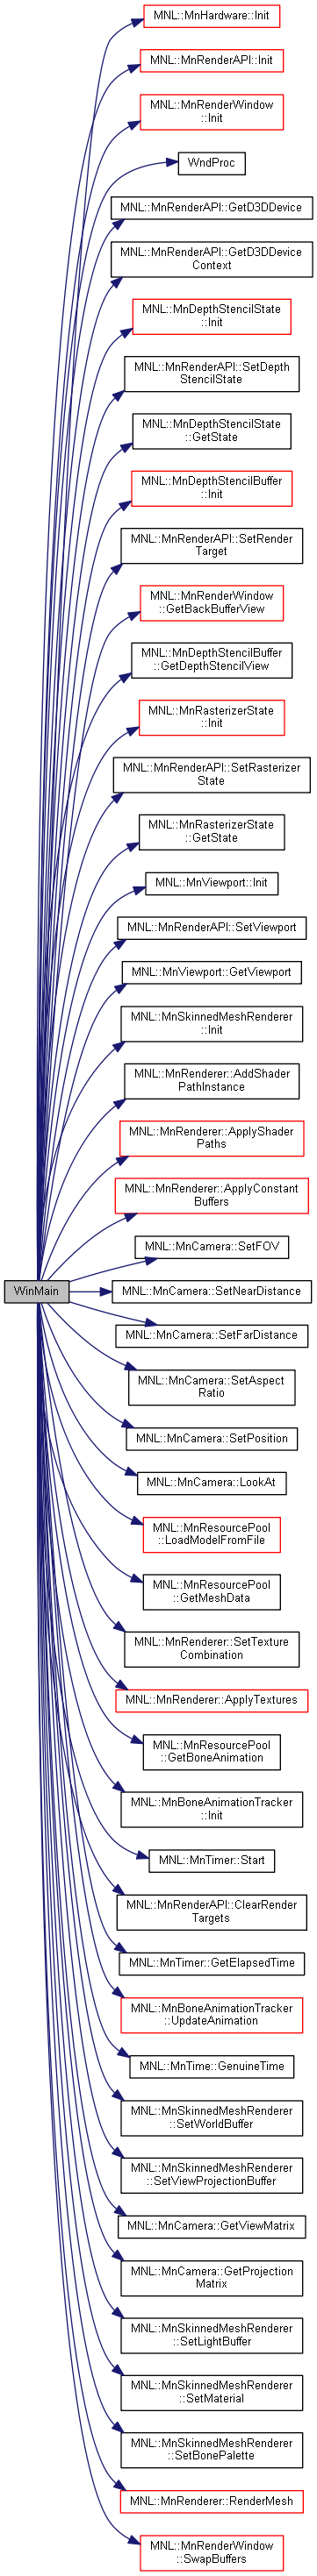 MNL::MnHardware::Init
MNL::MnRenderAPI::Init
MNL::MnRenderWindow
::Init
WndProc
MNL::MnRenderAPI::GetD3DDevice
MNL::MnRenderAPI::GetD3DDevice
Context
MNL::MnDepthStencilState
::Init
MNL::MnRenderAPI::SetDepth
StencilState
MNL::MnDepthStencilState
::GetState
MNL::MnDepthStencilBuffer
::Init
MNL::MnRenderAPI::SetRender
Target
MNL::MnRenderWindow
::GetBackBufferView
MNL::MnDepthStencilBuffer
::GetDepthStencilView
MNL::MnRasterizerState
::Init
MNL::MnRenderAPI::SetRasterizer
State
MNL::MnRasterizerState
::GetState
MNL::MnViewport::Init
MNL::MnRenderAPI::SetViewport
MNL::MnViewport::GetViewport
MNL::MnSkinnedMeshRenderer
::Init
MNL::MnRenderer::AddShader
PathInstance
MNL::MnRenderer::ApplyShader
Paths
MNL::MnRenderer::ApplyConstant
Buffers
MNL::MnCamera::SetFOV
WinMain
MNL::MnCamera::SetNearDistance
MNL::MnCamera::SetFarDistance
MNL::MnCamera::SetAspect
Ratio
MNL::MnCamera::SetPosition
MNL::MnCamera::LookAt
MNL::MnResourcePool
::LoadModelFromFile
MNL::MnResourcePool
::GetMeshData
MNL::MnRenderer::SetTexture
Combination
MNL::MnRenderer::ApplyTextures
MNL::MnResourcePool
::GetBoneAnimation
MNL::MnBoneAnimationTracker
::Init
MNL::MnTimer::Start
MNL::MnRenderAPI::ClearRender
Targets
MNL::MnTimer::GetElapsedTime
MNL::MnBoneAnimationTracker
::UpdateAnimation
MNL::MnTime::GenuineTime
MNL::MnSkinnedMeshRenderer
::SetWorldBuffer
MNL::MnSkinnedMeshRenderer
::SetViewProjectionBuffer
MNL::MnCamera::GetViewMatrix
MNL::MnCamera::GetProjection
Matrix
MNL::MnSkinnedMeshRenderer
::SetLightBuffer
MNL::MnSkinnedMeshRenderer
::SetMaterial
MNL::MnSkinnedMeshRenderer
::SetBonePalette
MNL::MnRenderer::RenderMesh
MNL::MnRenderWindow
::SwapBuffers